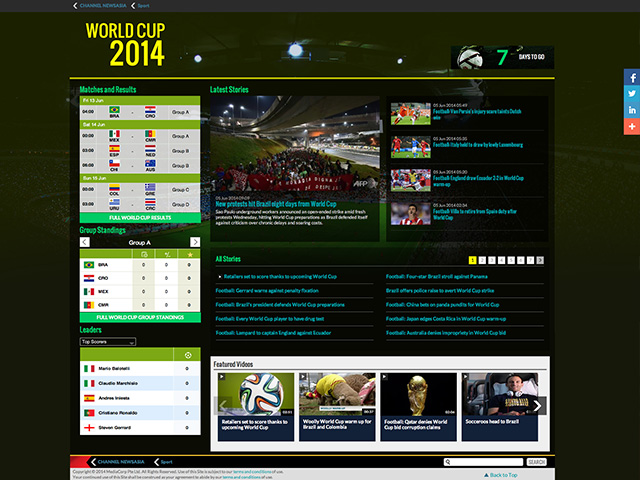 CHANNEL NEWSASIA
Sport
WORLD CUP
2014
7 DAYS TO GO
Matches and Results
Fri 13 Jun
04:00 BRA - CRO Group A
Sat 14 Jun
00:00 MEX - CMR Group A
03:00 ESP - NED Group B
06:00 CHI - AUS Group B
Sun 15 Jun
00:00 COL - GRE Group C
03:00 URU - CRC Group D
FULL WORLD CUP RESULTS
Group Standings
Group A
BRA 0 0 0
CRO 0 0 0
MEX 0 0 0
CMR 0 0 0
FULL WORLD CUP GROUP STANDINGS
Leaders
Top Scorers
Mario Balotelli 0
Claudio Marchisio 0
Andres Iniesta 0
Cristiano Ronaldo 0
Steven Gerrard 0
Latest Stories
AFP
05 Jun 2014 05:09
New protests hit Brazil night days from World Cup
Sao Paulo underground workers announced an open-ended strike amid fresh
protests Wednesday, hitting World Cup preparations as Brazil defended itself
against criticism over chronic delays and soaring costs.
05 Jun 2014 05:49
Football: Van Persie's injury scare taints Dutch
win
05 Jun 2014 05:05
Football: Italy held to draw by lowly Luxembourg
Football: England draw Ecuador 2-2 in World Cup
warm-up
Football: Villa to retire from Spain duty after
World Cup
All Stories
1 2 3 4 5 6 7
Retailers set to score thanks to upcoming World Cup
Football: Gerrard warns against penalty fixation
Football: Brazil's president defends World Cup preparations
Football: Every World Cup player to have drug test
Football: Lampard to captain England against Ecuador
Football: Four-star Brazil stroll against Panama
Brazil offers police raise to avert World Cup strike
Football: China bets on panda pundits for World Cup
Football: Japan edges Costa Rica in World Cup warm-up
Football: Australia denies impropriety in World Cup bid
Featured Videos
Retailers set to score thanks to
upcoming World Cup
Woolly World Cup warm up for
Brazil and Colombia
Football: Qatar denies World
Cup bid corruption claims
Socceroos head to Brazil
CHANNEL NEWSASIA
Sport
SEARCH
Copyright © 2014 MediaCorp Pte Ltd. All Rights Reserved. Use of this Site is subject to our terms and conditions of use.
Your continued use of this Site shall be construed as your agreement to abide by our terms and conditions of use.
Back to Top